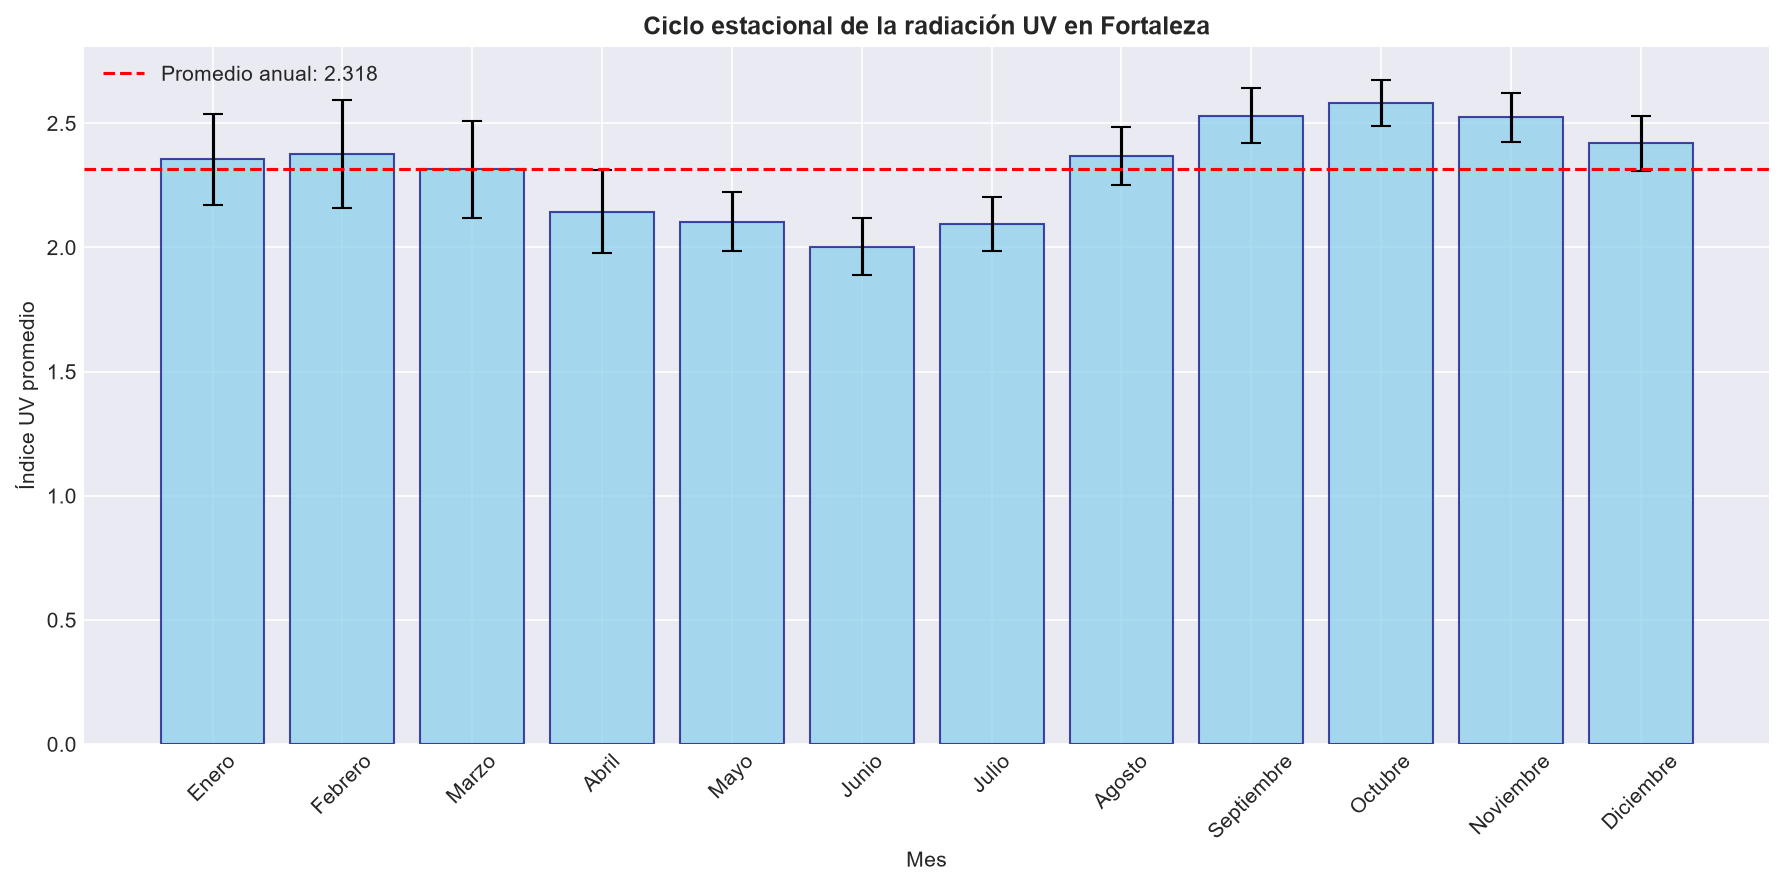 Ciclo estacional de la radiación UV en Fortaleza
Promedio anual: 2.318
Índice UV promedio
2.5
2.0
1.5
1.0
0.5
0.0
Enero
Febrero
Marzo
Abril
Mayo
Junio
Julio
Agosto
Septiembre
Octubre
Noviembre
Diciembre
Mes